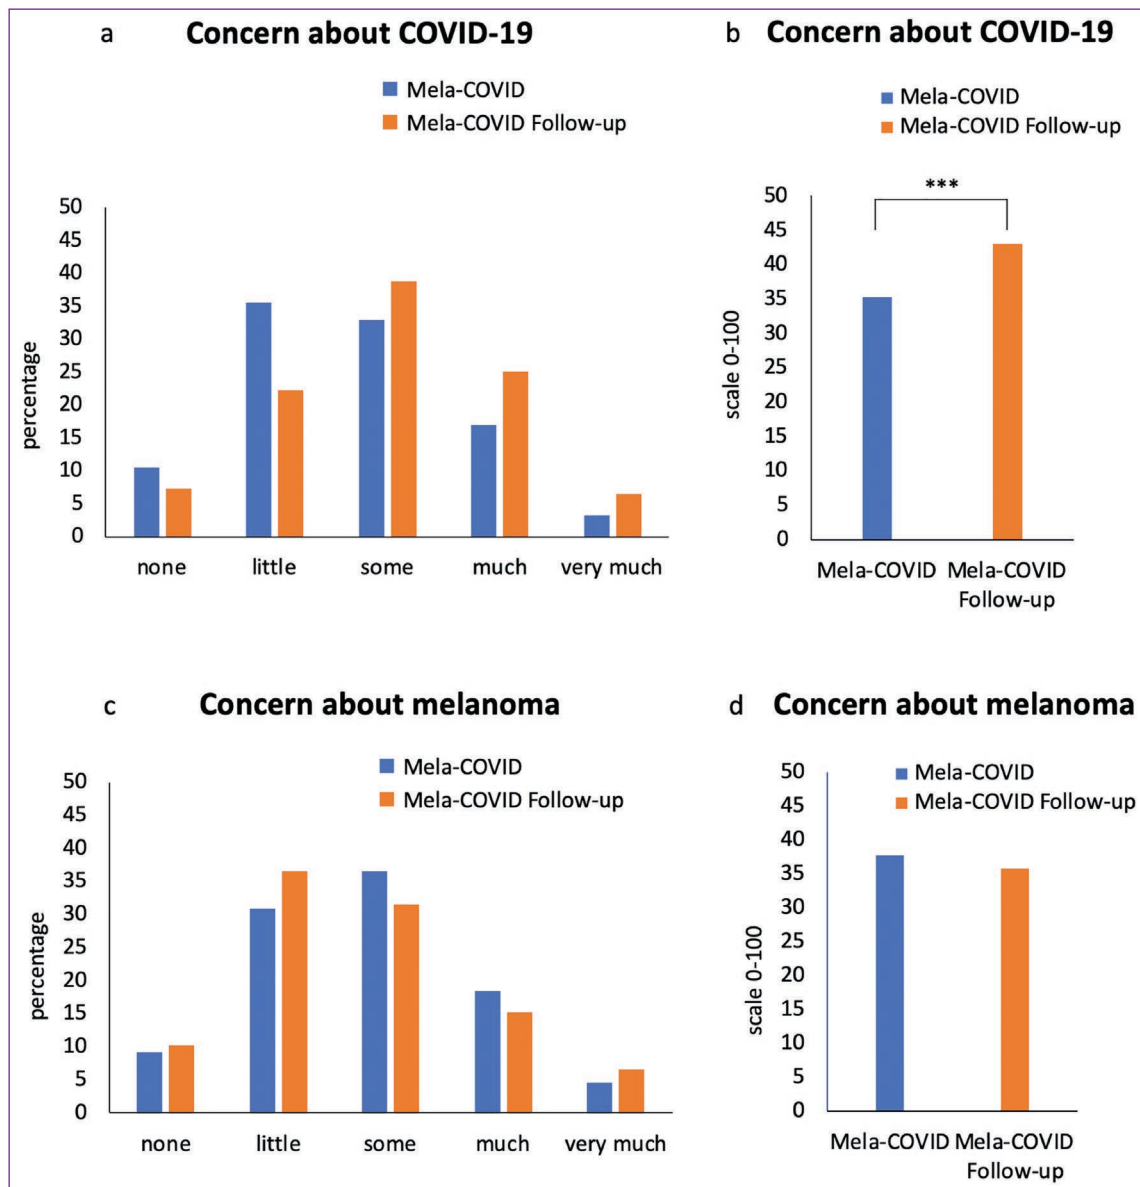 a Concern about COVID-19
Mela-COVID
Mela-COVID Follow-up
percentage
50
45
40
35
30
25
20
15
10
5
0
none little some much very much
b Concern about COVID-19
Mela-COVID
Mela-COVID Follow-up
***
scale 0-100
50
45
40
35
30
25
20
15
10
5
0
Mela-COVID Mela-COVID
Follow-up
c Concern about melanoma
Mela-COVID
Mela-COVID Follow-up
percentage
50
45
40
35
30
25
20
15
10
5
0
none little some much very much
d Concern about melanoma
Mela-COVID
Mela-COVID Follow-up
scale 0-100
50
45
40
35
30
25
20
15
10
5
0
Mela-COVID Mela-COVID
Follow-up